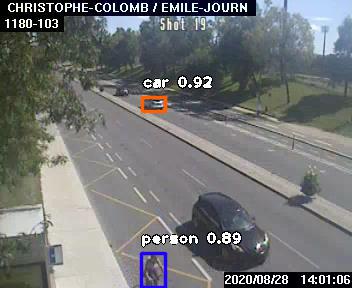 CHRISTOPHE-COLOMB / EMILE-JOURN
1180-103
Shot 19
car 0.92
person 0.89
2020/08/28 14:01:06